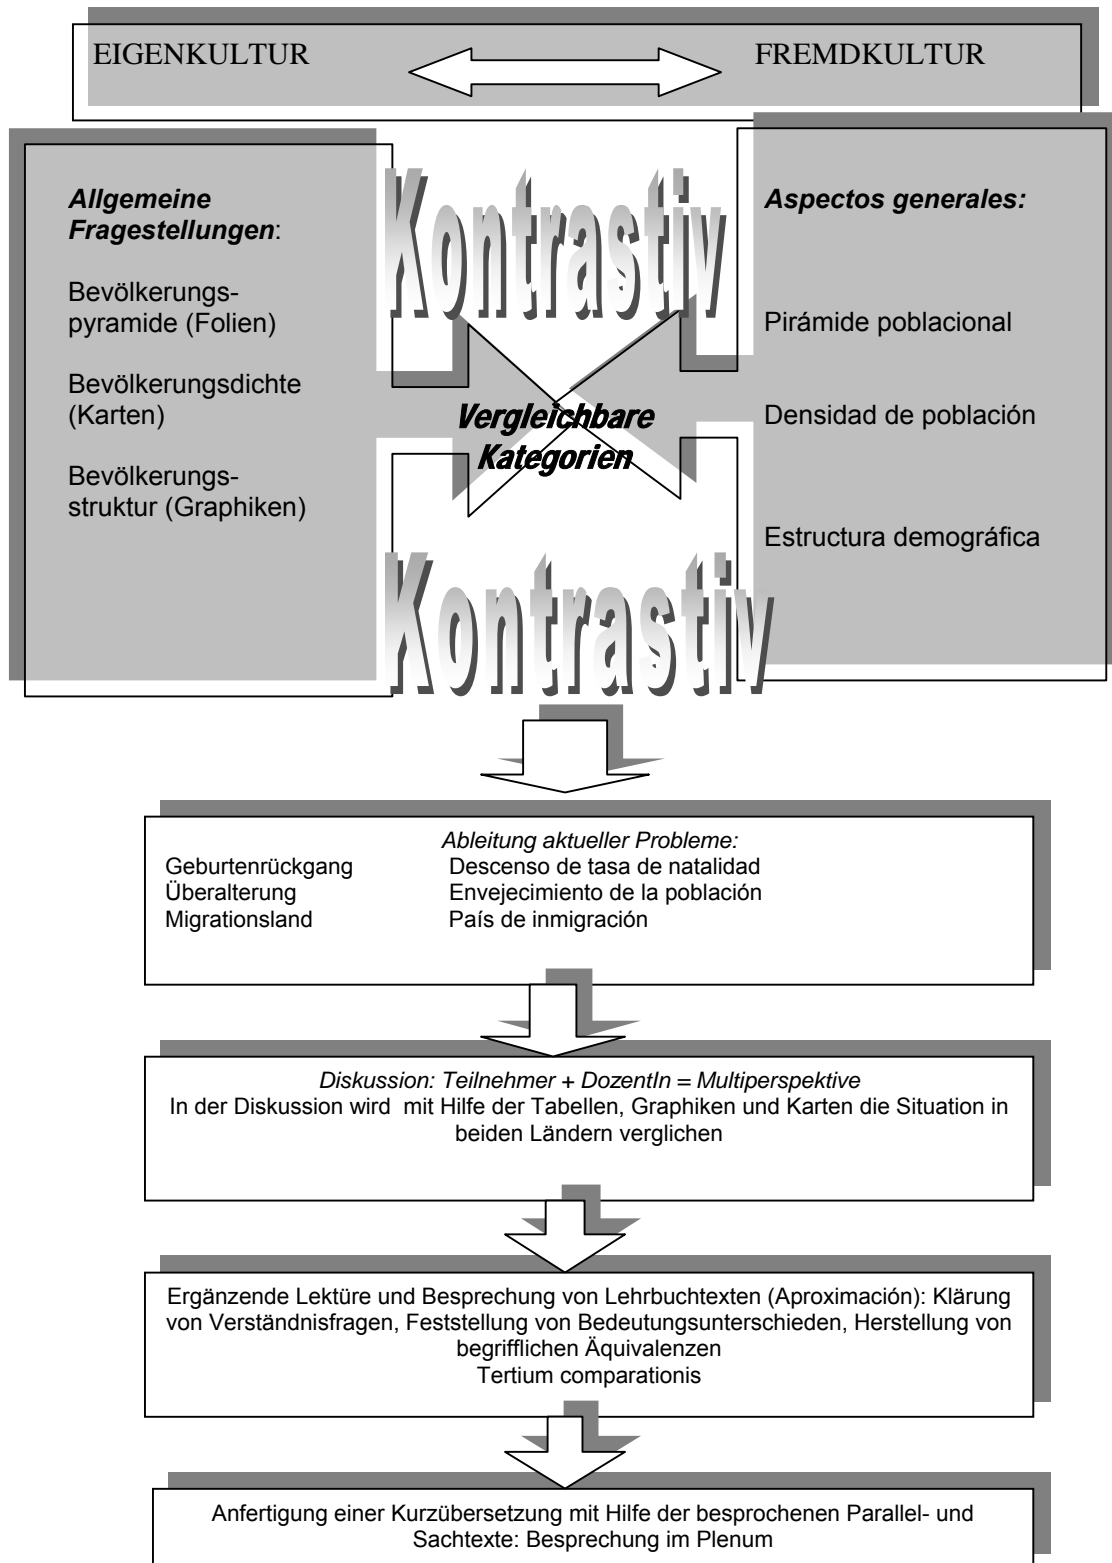 EIGENKULTUR
FREMDKULTUR
Kontrastiv
Allgemeine
Fragestellungen:
Bevölkerungs-
pyramide (Folien)
Bevölkerungsdichte
(Karten)
Bevölkerungs-
struktur (Graphiken)
Vergleichbare
Kategorien
Aspectos generales:
Pirámide poblacional
Densidad de población
Estructura demográfica
Kontrastiv
Ableitung aktueller Probleme:
Geburtenrückgang Descenso de tasa de natalidad
Überalterung Envejecimiento de la población
Migrationsland País de inmigración
Diskussion: Teilnehmer + DozentIn = Multiperspektive
In der Diskussion wird mit Hilfe der Tabellen, Graphiken und Karten die Situation in
beiden Ländern verglichen
Ergänzende Lektüre und Besprechung von Lehrbuchtexten (Aproximación): Klärung
von Verständnisfragen, Feststellung von Bedeutungsunterschieden, Herstellung von
begrifflichen Äquivalenzen
Tertium comparationis
Anfertigung einer Kurzübersetzung mit Hilfe der besprochenen Parallel- und
Sachtexte: Besprechung im Plenum